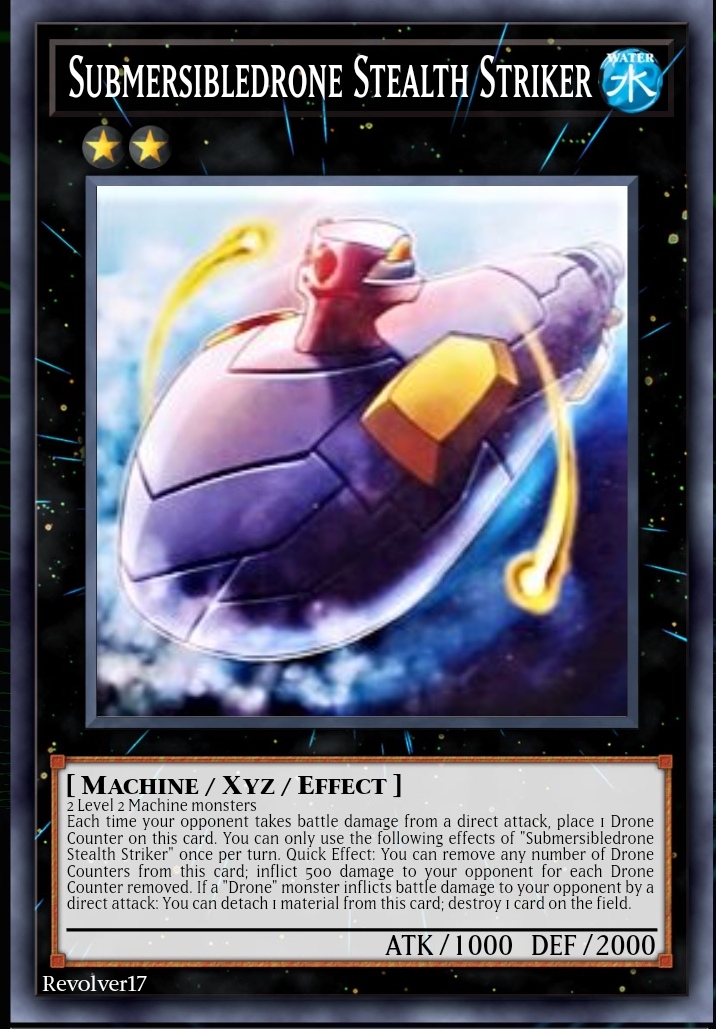 Submersibledrone Stealth Striker
WATER
水
[ Machine / Xyz / Effect ]
2 Level 2 Machine monsters
Each time your opponent takes battle damage from a direct attack, place 1 Drone
Counter on this card. You can only use the following effects of "Submersibledrone
Stealth Striker" once per turn. Quick Effect: You can remove any number of Drone
Counters from this card; inflict 500 damage to your opponent for each Drone
Counter removed. If a "Drone" monster inflicts battle damage to your opponent by a
direct attack: You can detach 1 material from this card; destroy 1 card on the field.
ATK/1000 DEF/2000
Revolver17